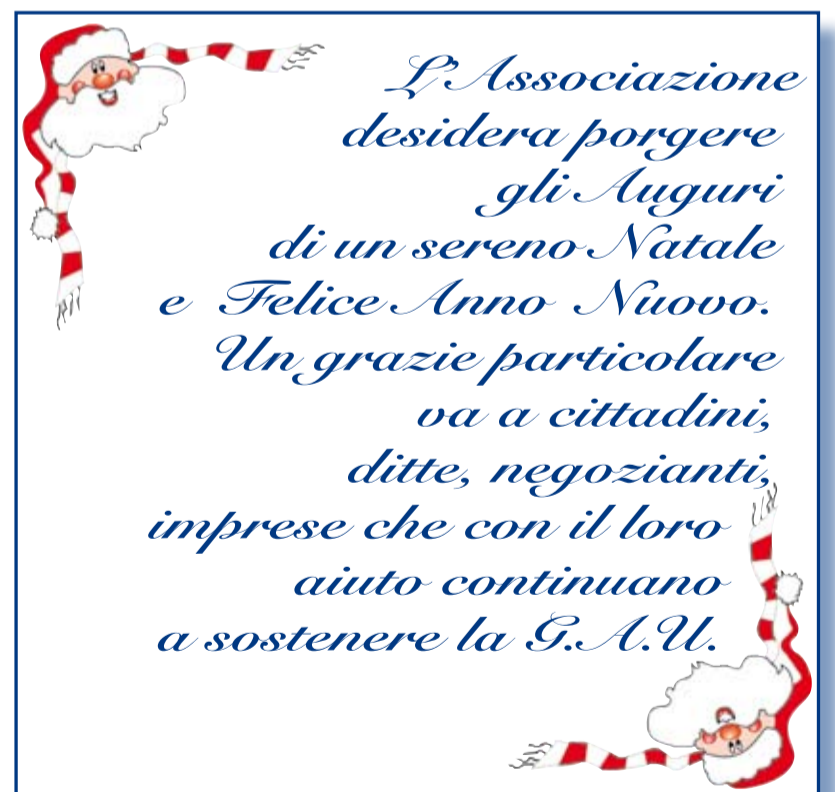 L'Associazione
desidera porgere
gli Auguri
di un sereno Natale
e Felice Anno Nuovo.
Un grazie particolare
va a cittadini,
ditte, negozianti,
imprese che con il loro
aiuto continuano
a sostenere la G.A.U.